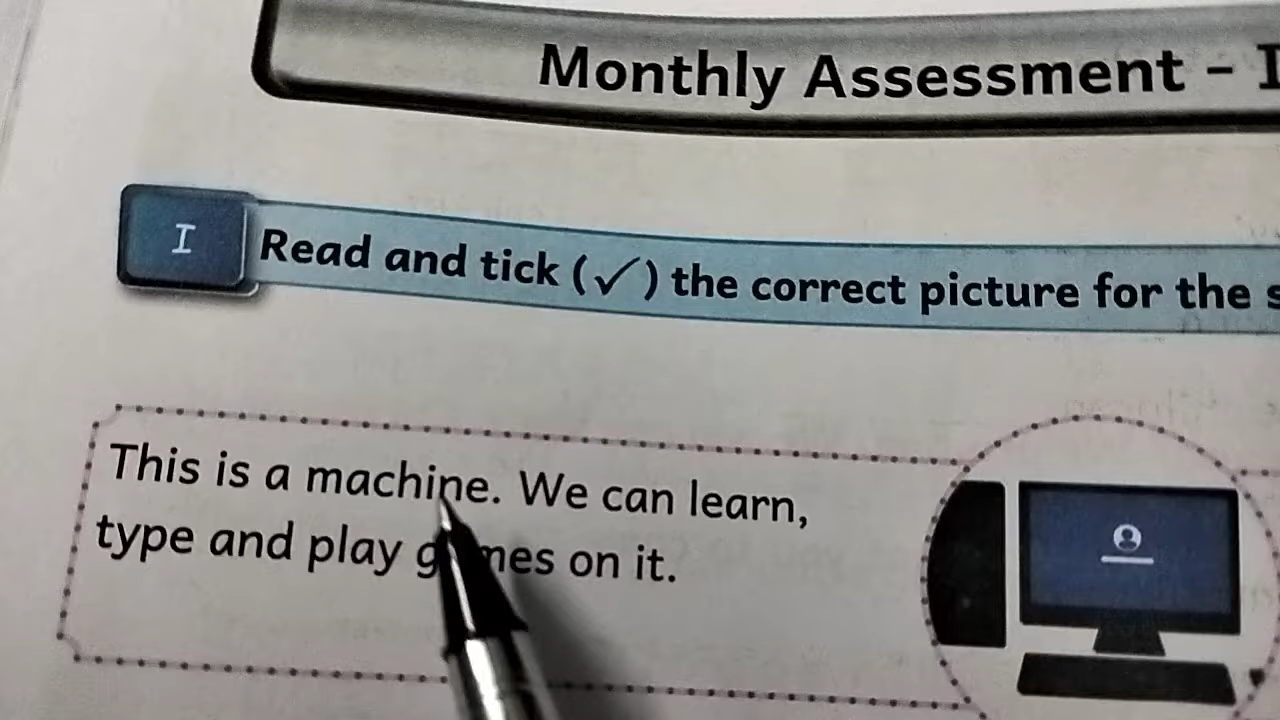 Monthly Assessment – I
I
Read and tick (✓) the correct picture for the
This is a machine. We can learn,
type and play games on it.